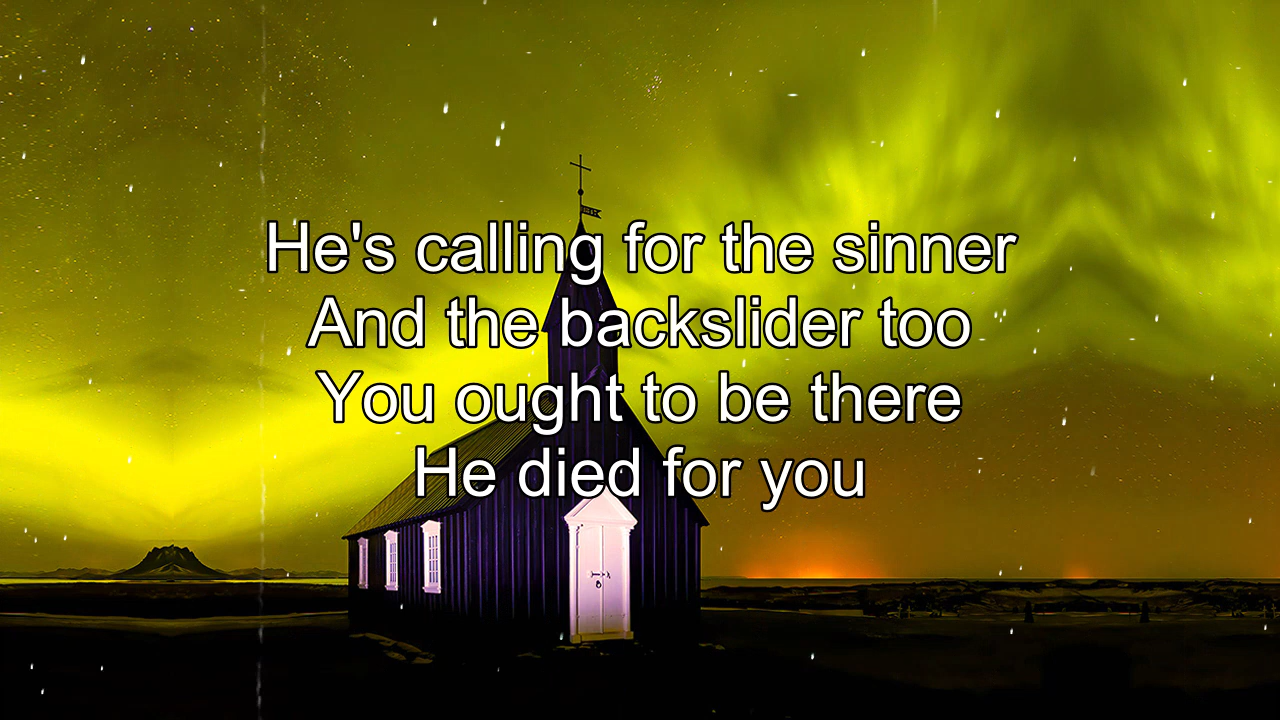 He's calling for the sinner
And the backslider too
You ought to be there
He died for you